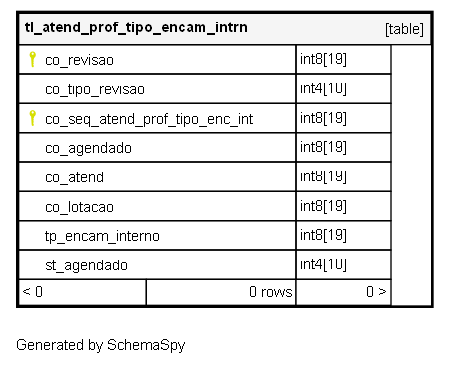 tl_atend_prof_tipo_encam_intrn [table]
co_revisao int8[19]
co_tipo_revisao int4[10]
co_seq_atend_prof_tipo_enc_int int8[19]
co_agendado int8[19]
co_atend int8[19]
co_lotacao int8[19]
tp_encam_interno int8[19]
st_agendado int4[10]
< 0 0 rows 0 >
Generated by SchemaSpy